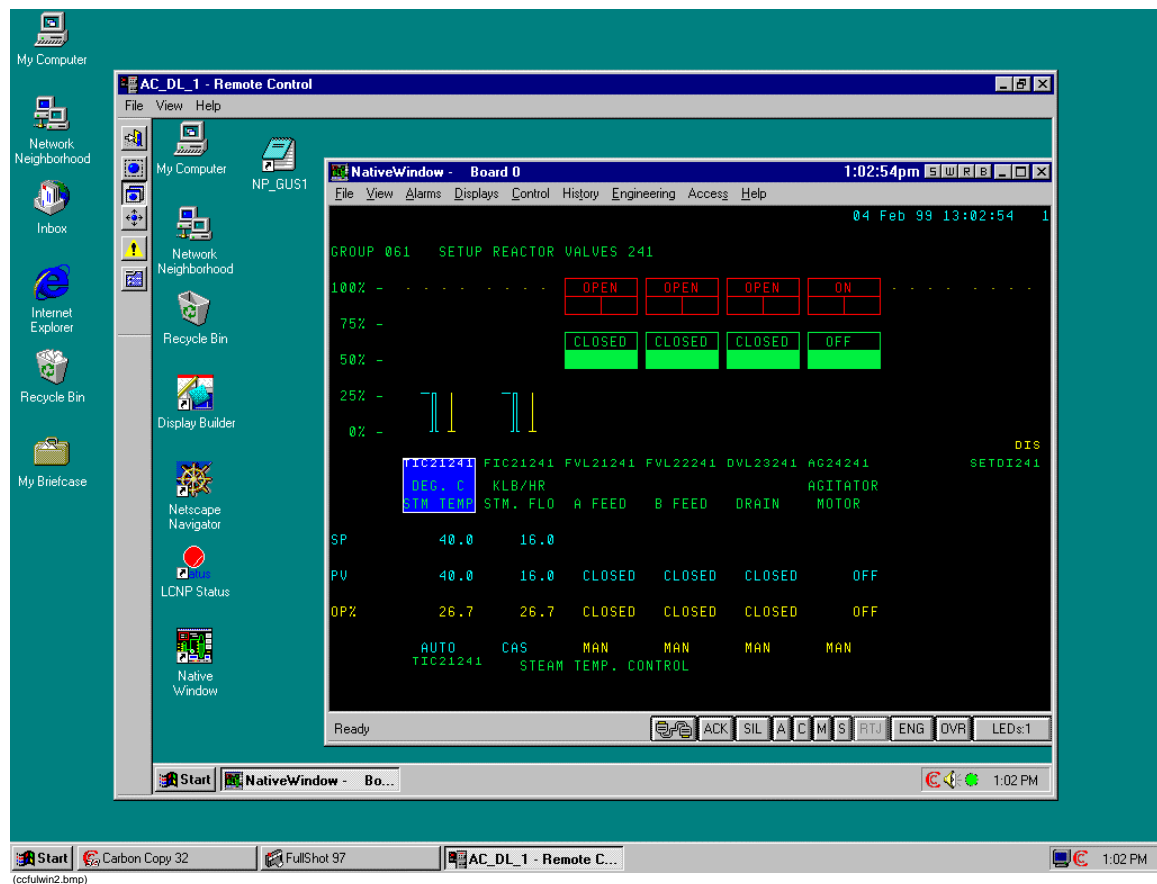 My Computer
Network
Neighborhood
Inbox
Internet
Explorer
Recycle Bin
My Briefcase
AC_DL_1 - Remote Control
File View Help
My Computer
NP_GUS1
Network
Neighborhood
Recycle Bin
Display Builder
Netscape
Navigator
LCNP Status
Native
Window
NativeWindow - Board 0 1:02:54pm S W R B
File View Alarms Displays Control History Engineering Access Help
04 Feb 99 13:02:54 1
GROUP 061 SETUP REACTOR VALVES 241
100% - OPEN OPEN OPEN ON
75% -
CLOSED CLOSED CLOSED OFF
50% -
25% -
0% -
DIS
TIC21241 FIC21241 FVL21241 FVL22241 DVL23241 AG24241 SETDI241
DEG. C KLB/HR AGITATOR
STM TEMP STM. FLO A FEED B FEED DRAIN MOTOR
SP 40.0 16.0
PV 40.0 16.0 CLOSED CLOSED CLOSED OFF
OP% 26.7 26.7 CLOSED CLOSED CLOSED OFF
AUTO CAS MAN MAN MAN MAN
TIC21241 STEAM TEMP. CONTROL
Ready ACK SIL A C M S RTJ ENG OVR LEDs:1
Start NativeWindow - Bo... 1:02 PM
Start Carbon Copy 32 FullShot 97 AC_DL_1 - Remote C... 1:02 PM
(ccfulwin2.bmp)